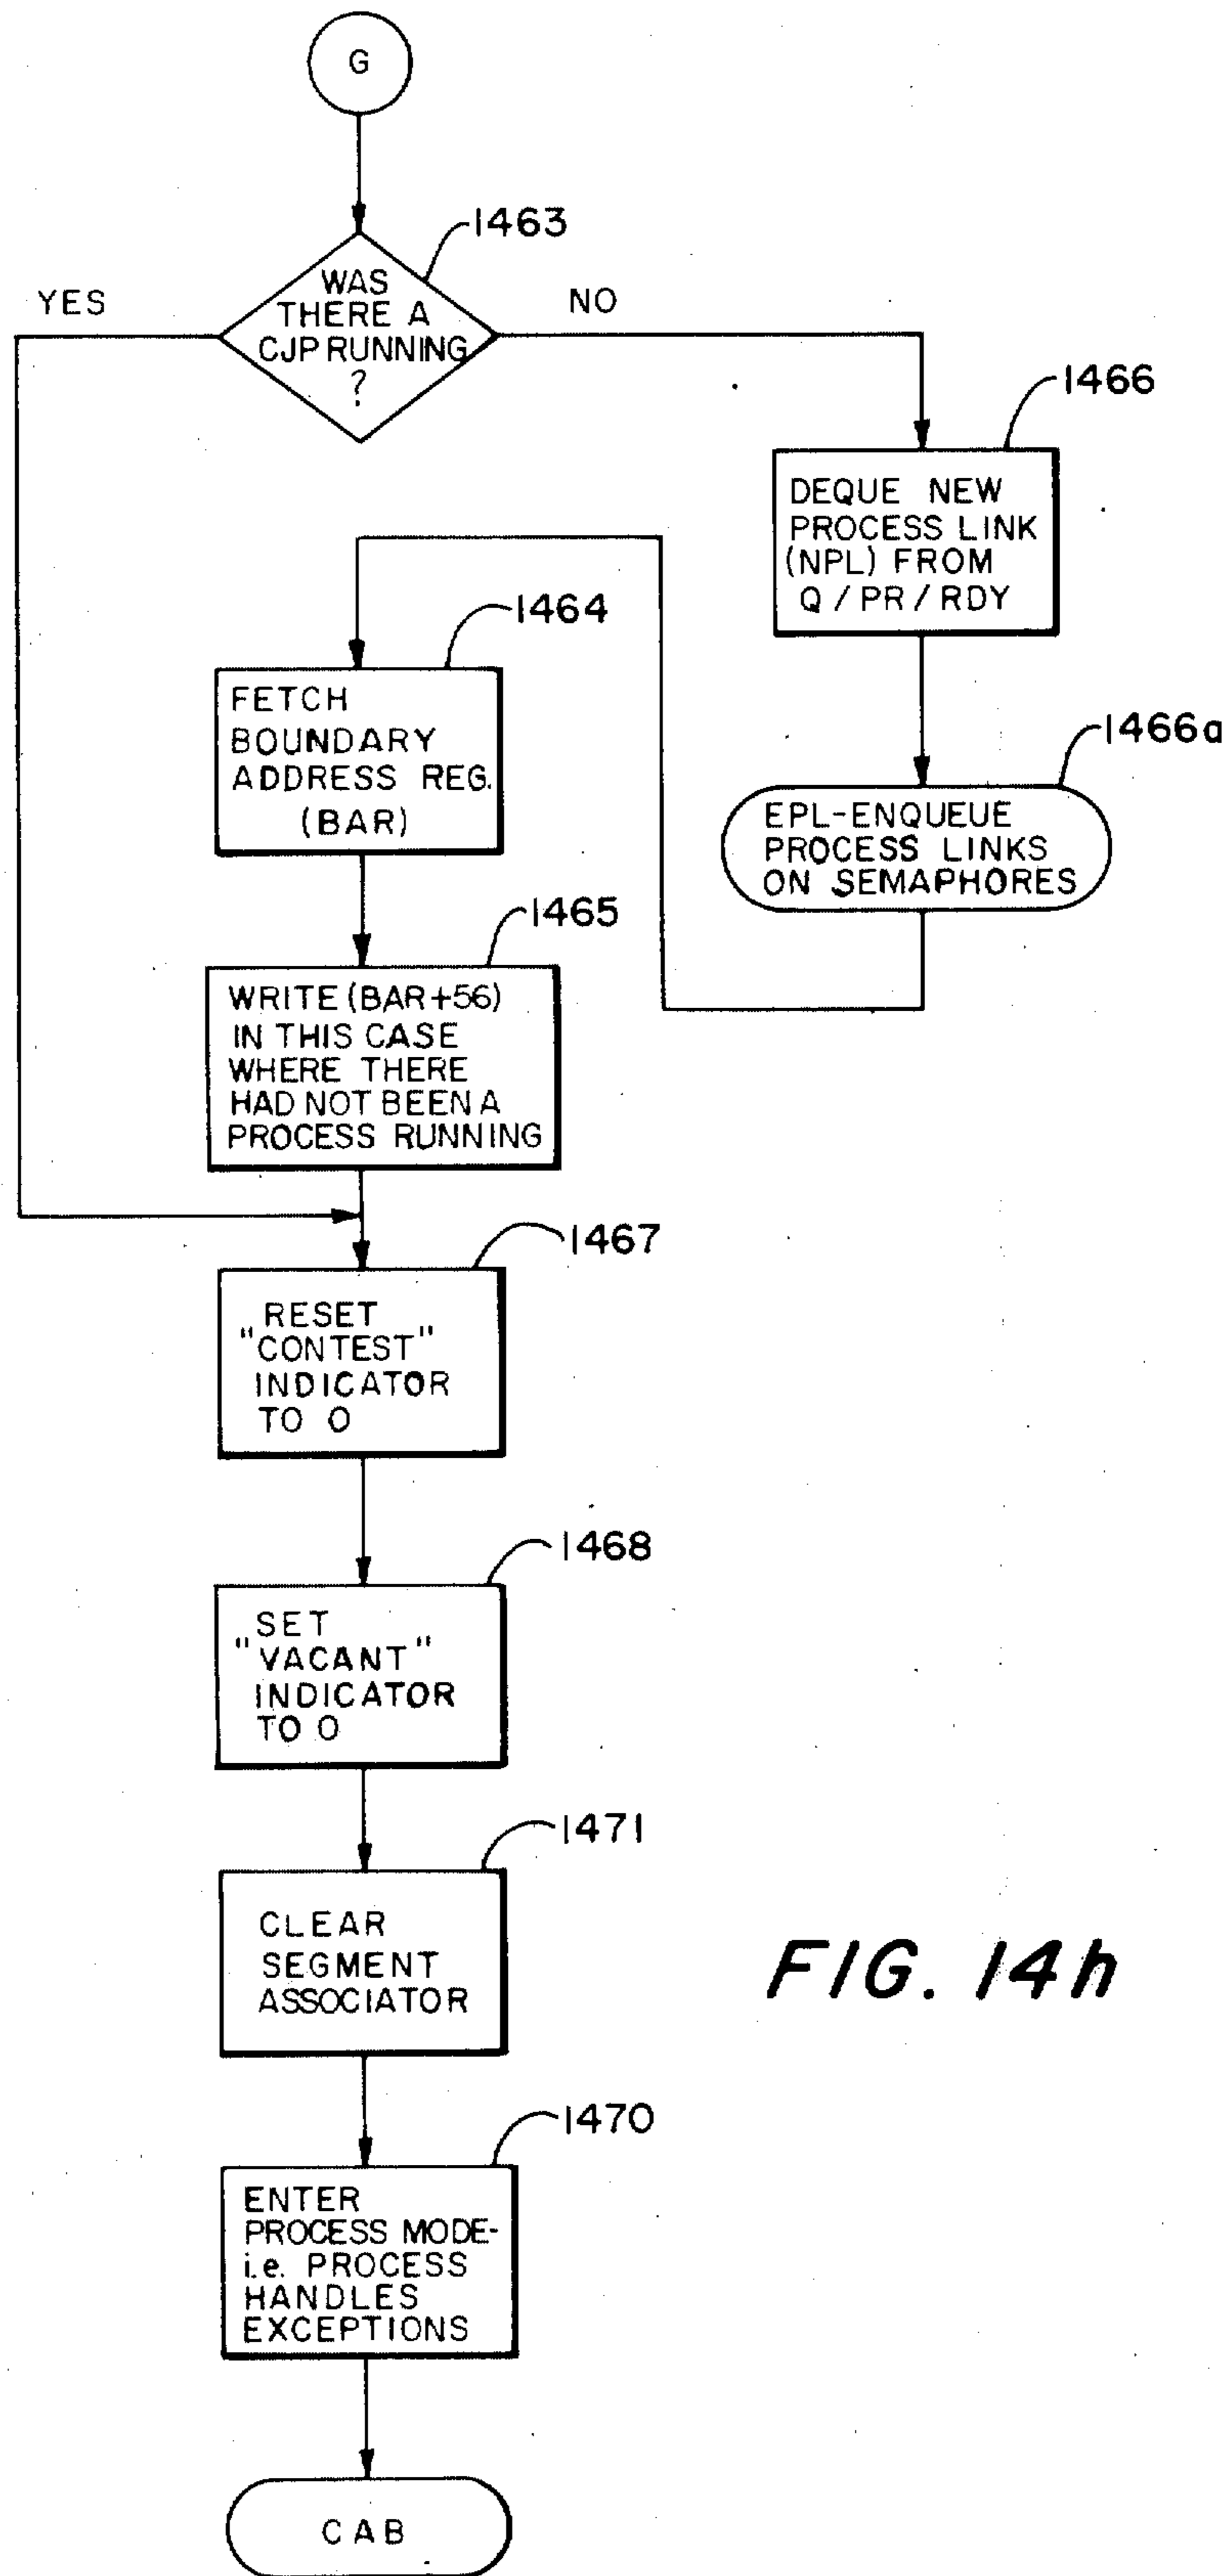 G
1463
WAS
THERE A
CJP RUNNING
?
YES
NO
1466
DEQUE NEW
PROCESS LINK
(NPL) FROM
Q / PR / RDY
1466a
EPL-ENQUEUE
PROCESS LINKS
ON SEMAPHORES
1464
FETCH
BOUNDARY
ADDRESS REG.
(BAR)
1465
WRITE (BAR+56)
IN THIS CASE
WHERE THERE
HAD NOT BEEN A
PROCESS RUNNING
1467
RESET
"CONTEST"
INDICATOR
TO 0
1468
SET
"VACANT"
INDICATOR
TO 0
1471
CLEAR
SEGMENT
ASSOCIATOR
1470
ENTER
PROCESS MODE-
i.e. PROCESS
HANDLES
EXCEPTIONS
CAB
FIG. 14h